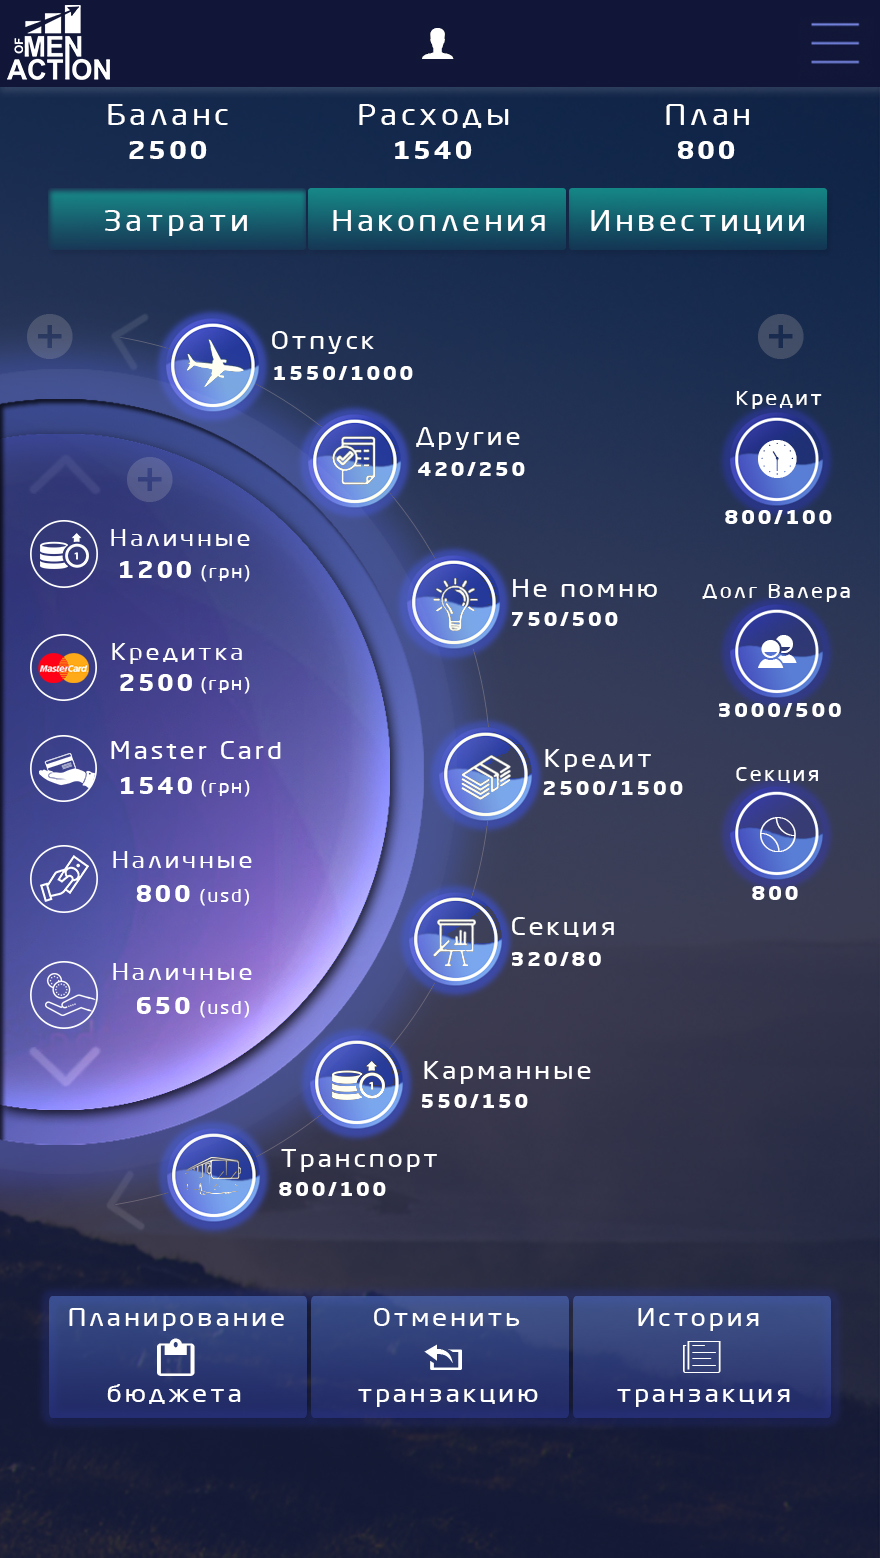 OF
MEN
ACTION
Баланс
2500
Расходы
1540
План
800
Затрати
Накопления
Инвестиции
Отпуск
1550/1000
Другие
420/250
Не помню
750/500
Кредит
2500/1500
Секция
320/80
Карманные
550/150
Транспорт
800/100
Наличные
1200 (грн)
Кредитка
2500 (грн)
MasterCard
Master Card
1540 (грн)
Наличные
800 (usd)
Наличные
650 (usd)
Кредит
800/100
Долг Валера
3000/500
Секция
800
1
1
Планирование
бюджета
Отменить
транзакцию
История
транзакция